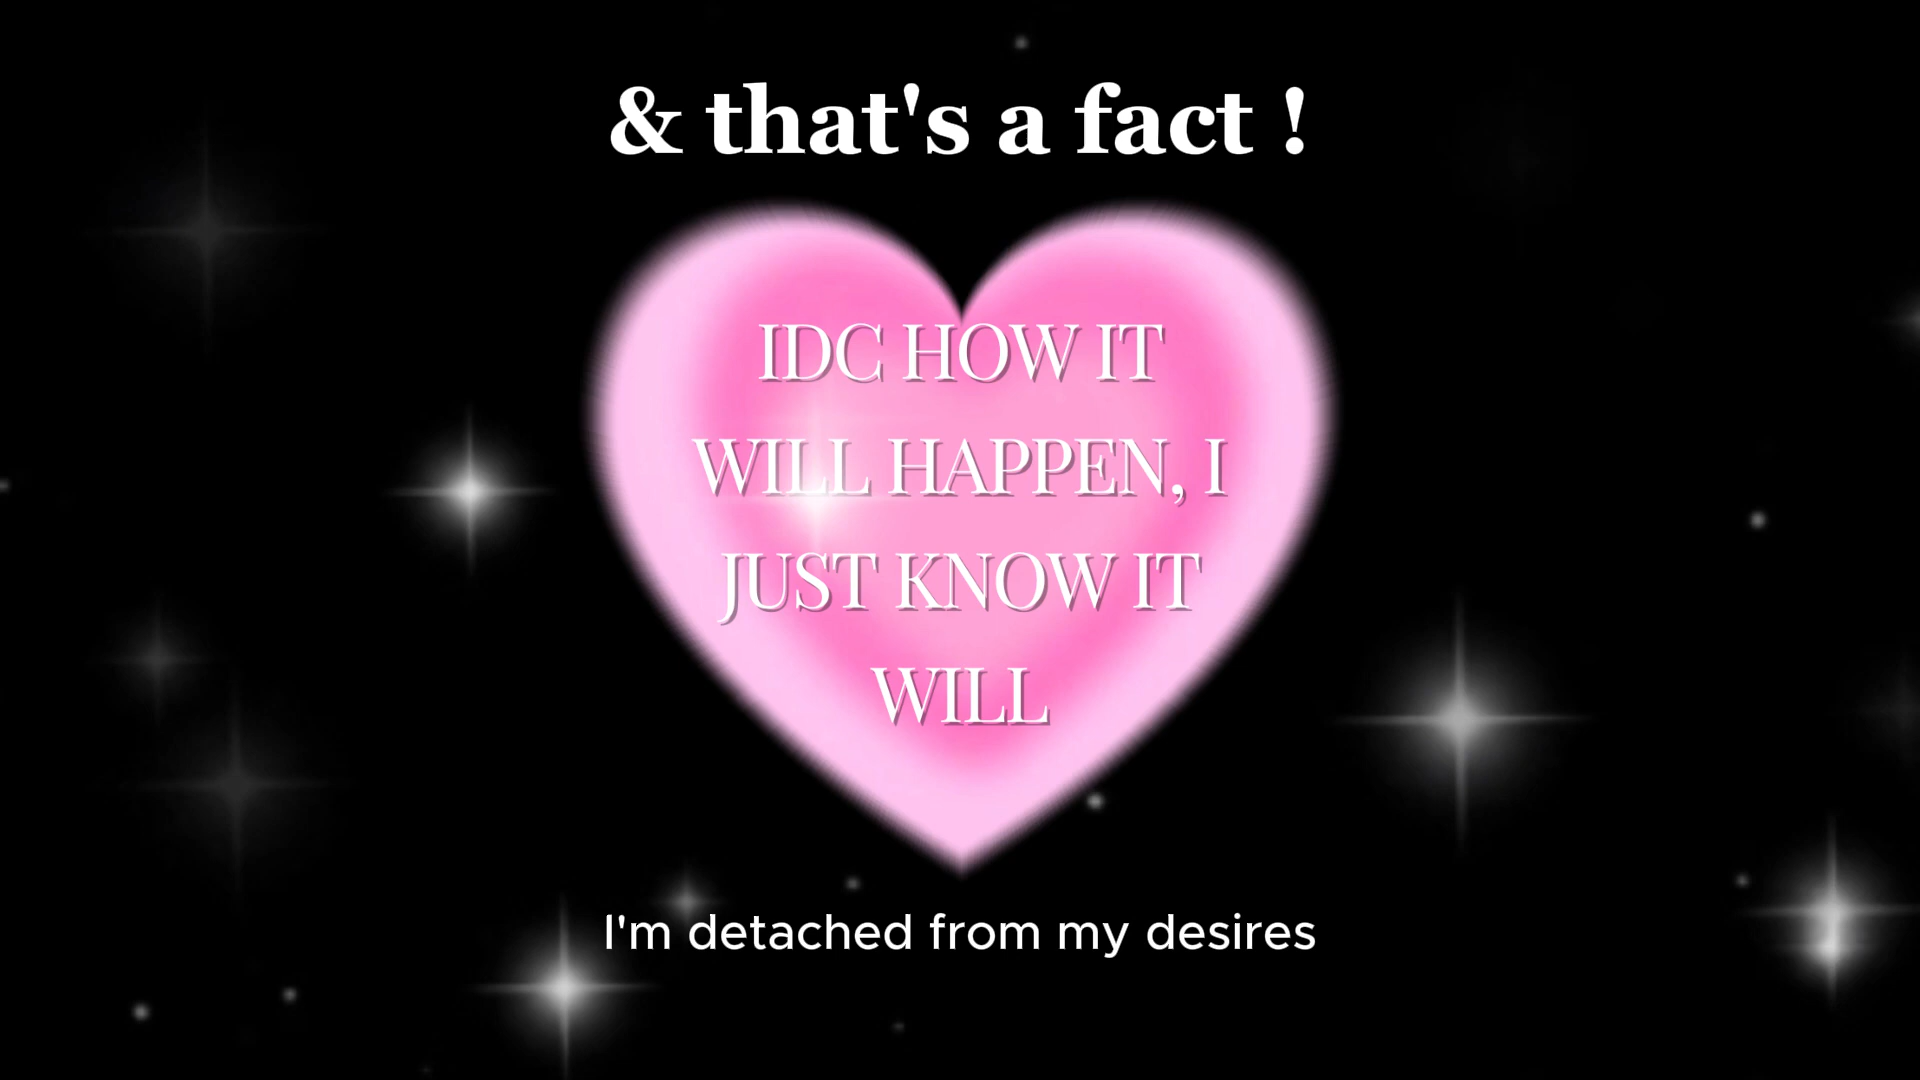 & that's a fact !
IDC HOW IT
WILL HAPPEN, I
JUST KNOW IT
WILL
I'm detached from my desires